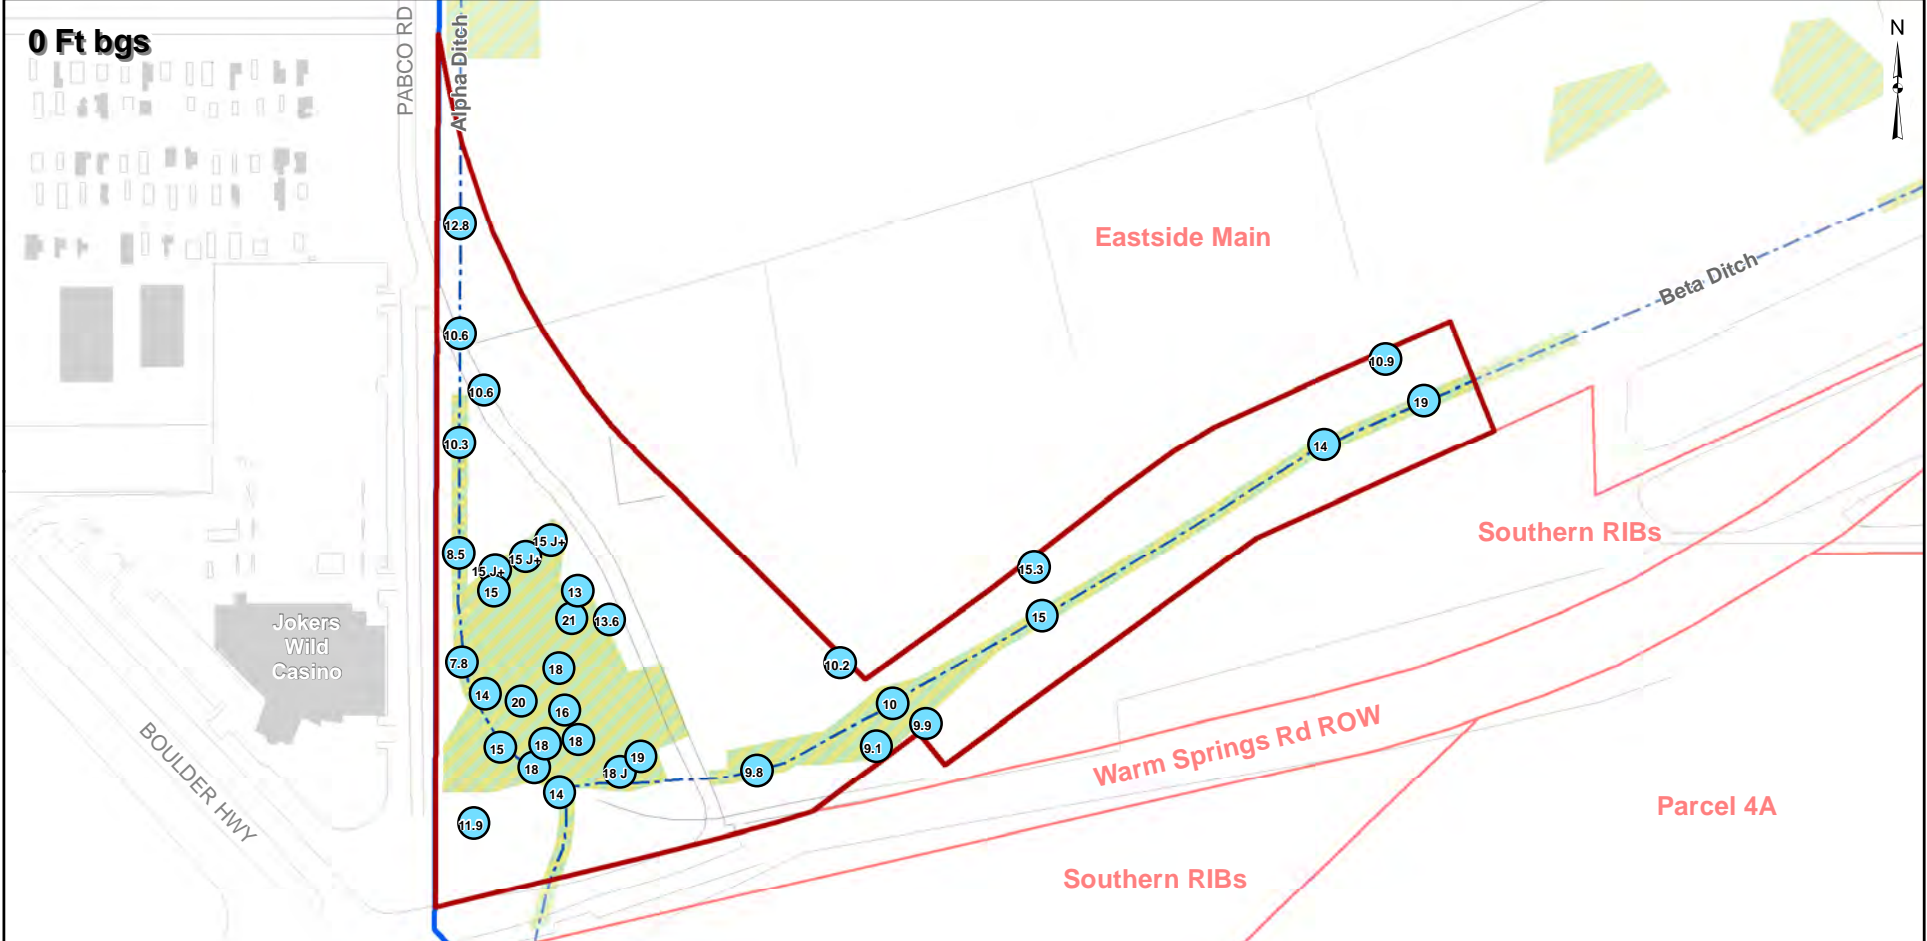 0 Ft bgs
PABCO RD
Alpha Ditch
N
12.8
Eastside Main
Beta Ditch
10.6
10.9
10.6
19
10.3
14
Southern RIBs
8.5
15 J+
15 J+
15 J+
15
13
15.3
21
13.6
15
Jokers
Wild
Casino
7.8
18
10.2
14
20
16
10
9.9
15
18
18
9.1
18
18 J
19
9.8
14
11.9
BOULDER HWY
Warm Springs Rd ROW
Parcel 4A
Southern RIBs